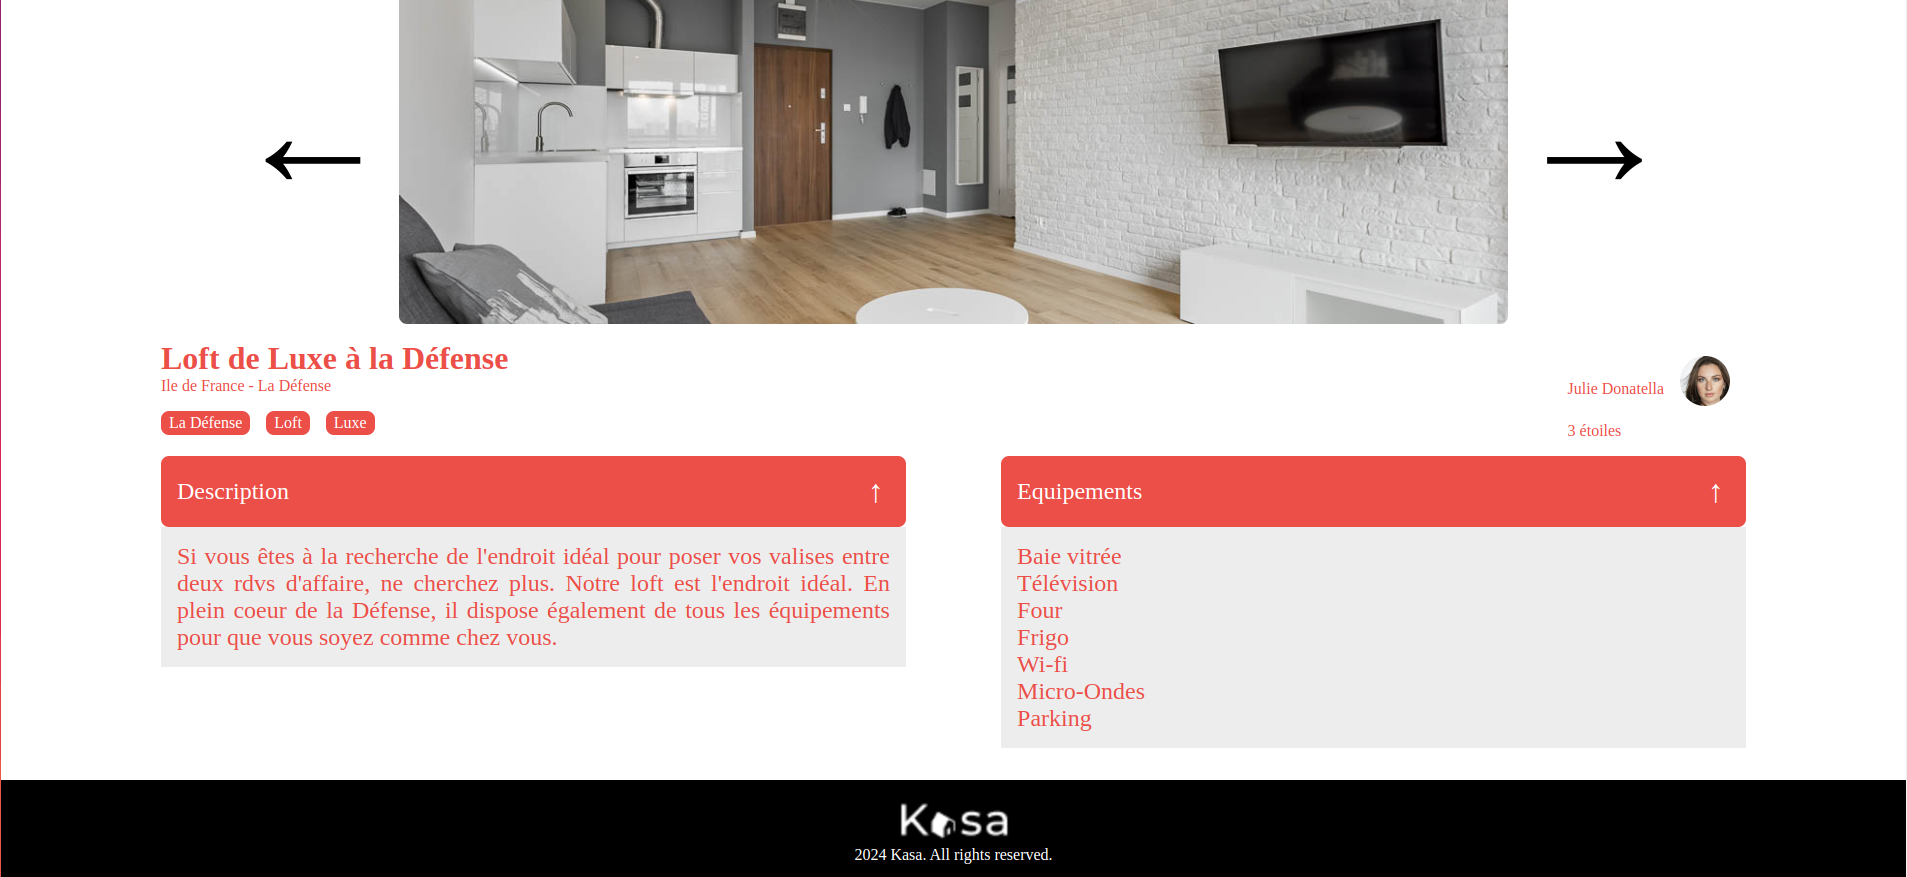 Loft de Luxe à la Défense
Ile de France - La Défense
La Défense Loft Luxe
Julie Donatella
3 étoiles
Description ↑
Si vous êtes à la recherche de l'endroit idéal pour poser vos valises entre
deux rdvs d'affaire, ne cherchez plus. Notre loft est l'endroit idéal. En
plein coeur de la Défense, il dispose également de tous les équipements
pour que vous soyez comme chez vous.
Equipements ↑
Baie vitrée
Télévision
Four
Frigo
Wi-fi
Micro-Ondes
Parking
Kasa
2024 Kasa. All rights reserved.